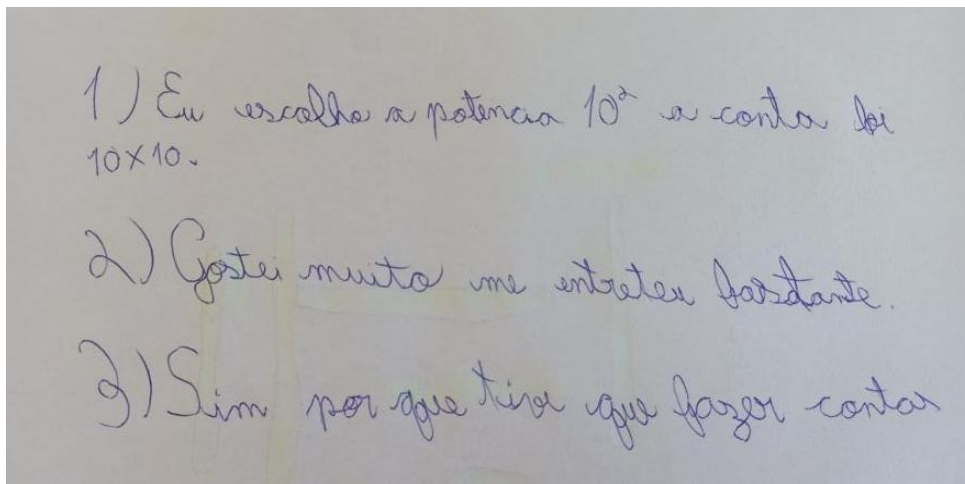 1) Eu escolho a potencia 10² a conta foi
10×10.
2) Gostei muito me entreteu bastante.
3) Sim por que tive que fazer contas